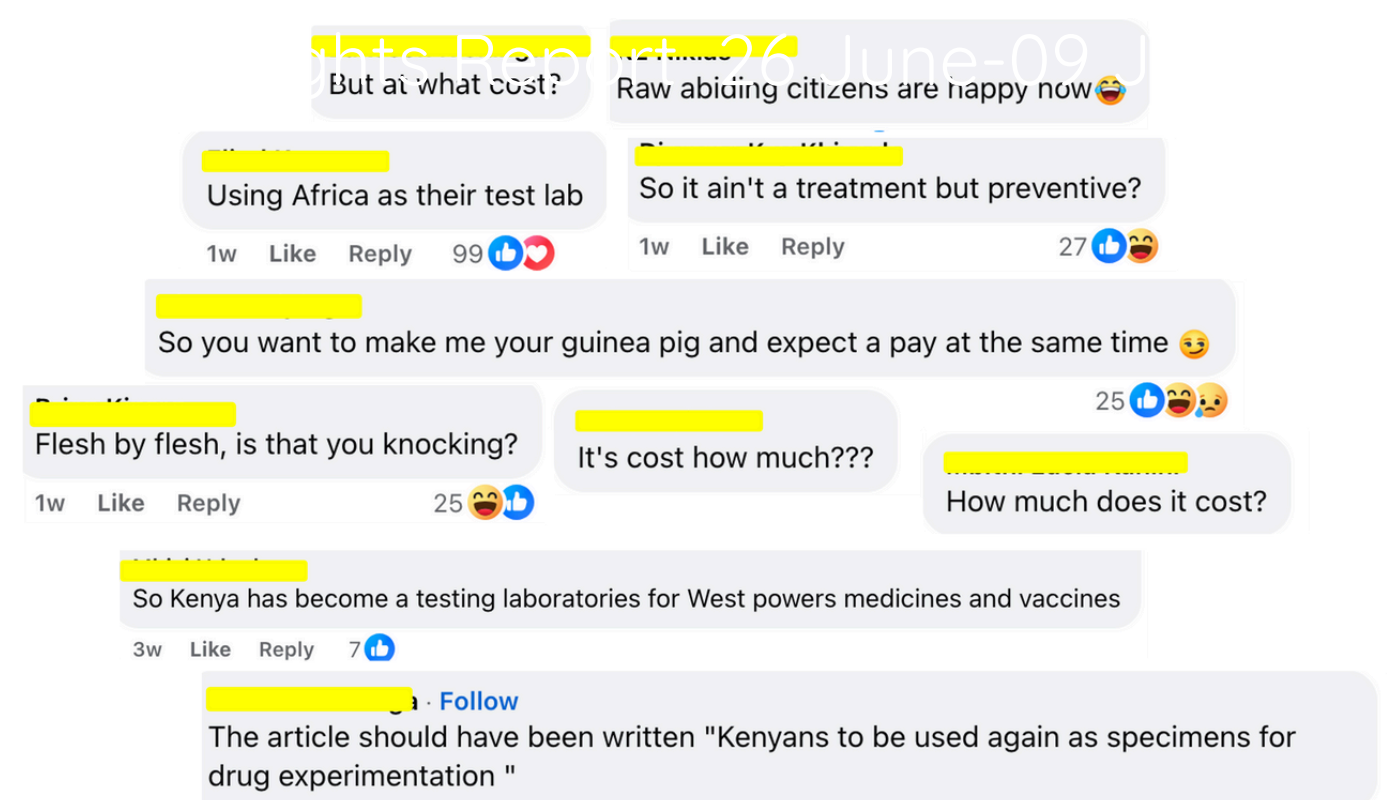 ghts Report 26 June-09 J
But at what cost?
Raw abiding citizens are happy now😂
Using Africa as their test lab
1w Like Reply 99
So it ain't a treatment but preventive?
1w Like Reply 27
So you want to make me your guinea pig and expect a pay at the same time 😏
25
Flesh by flesh, is that you knocking?
1w Like Reply 25
It's cost how much???
How much does it cost?
So Kenya has become a testing laboratories for West powers medicines and vaccines
3w Like Reply 7
· Follow
The article should have been written "Kenyans to be used again as specimens for
drug experimentation "